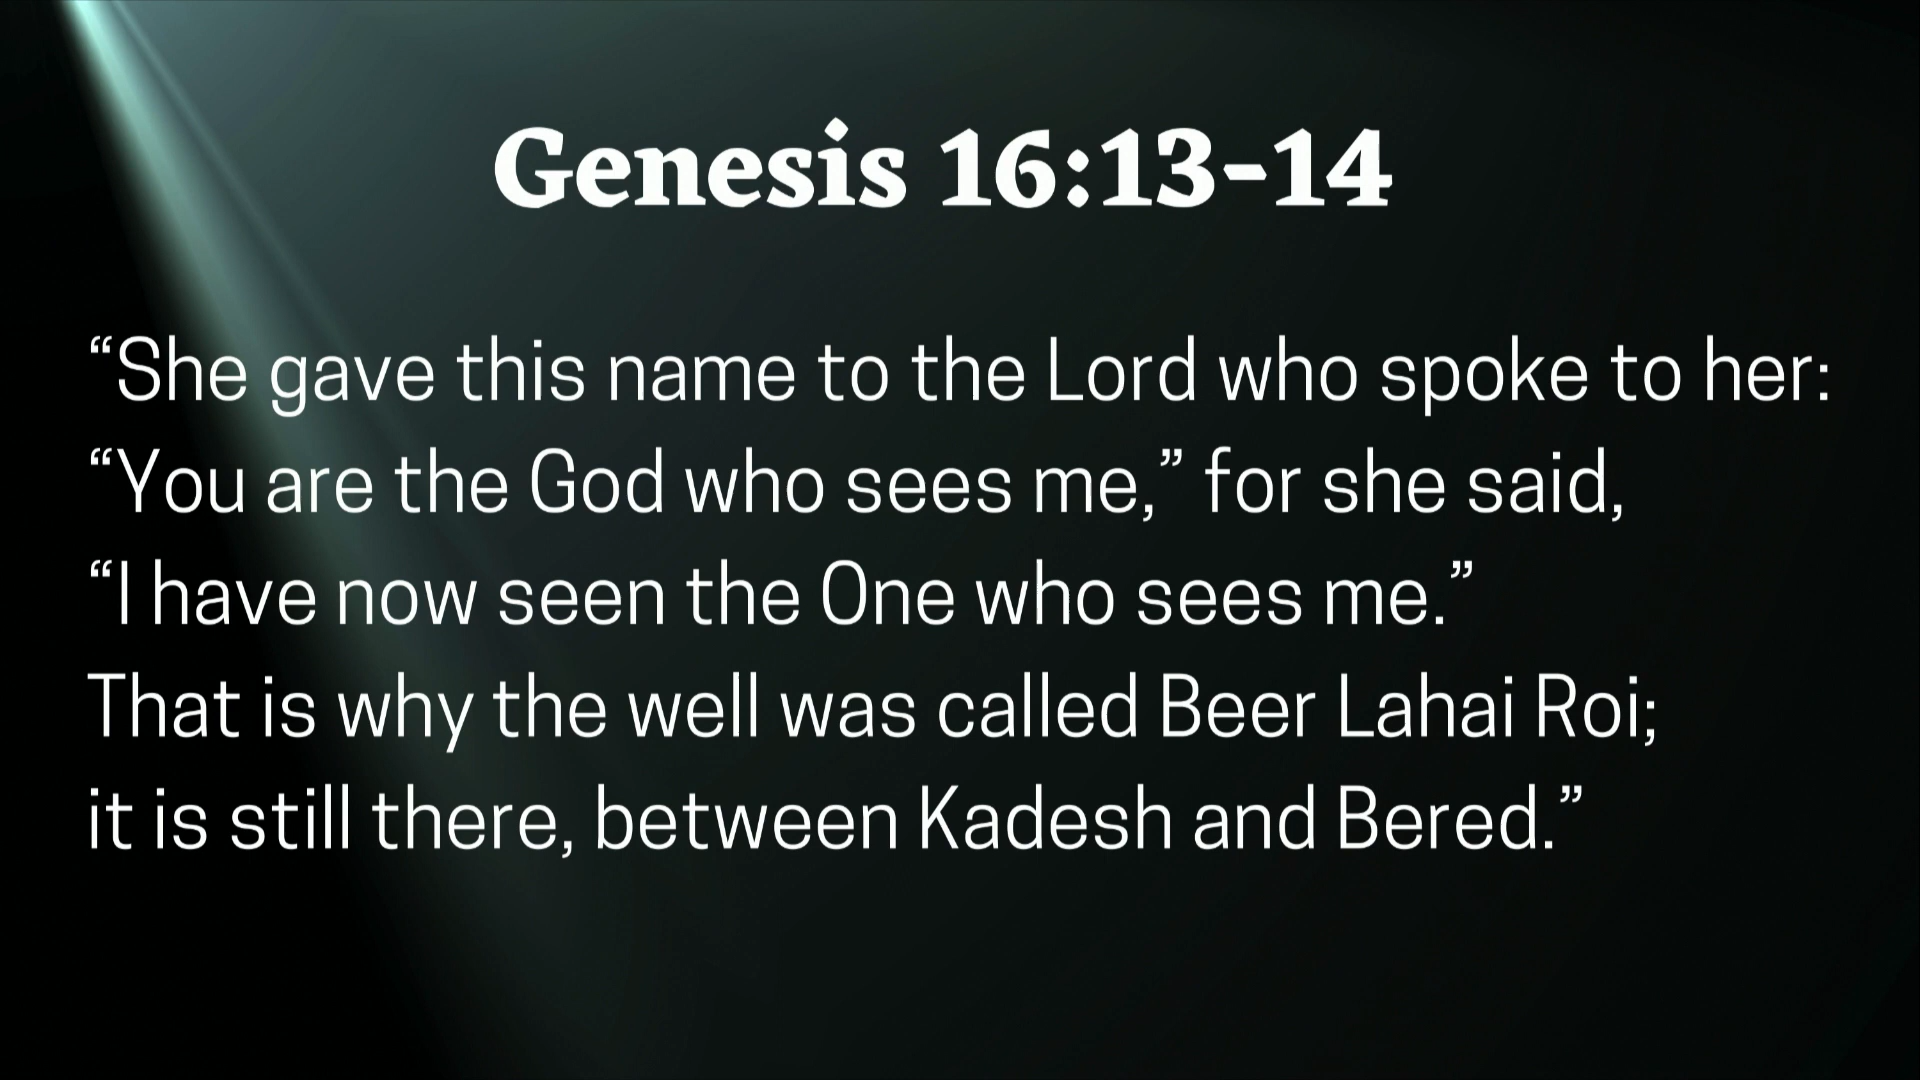 Genesis 16:13-14
“She gave this name to the Lord who spoke to her:
“You are the God who sees me,” for she said,
“I have now seen the One who sees me.”
That is why the well was called Beer Lahai Roi;
it is still there, between Kadesh and Bered.”